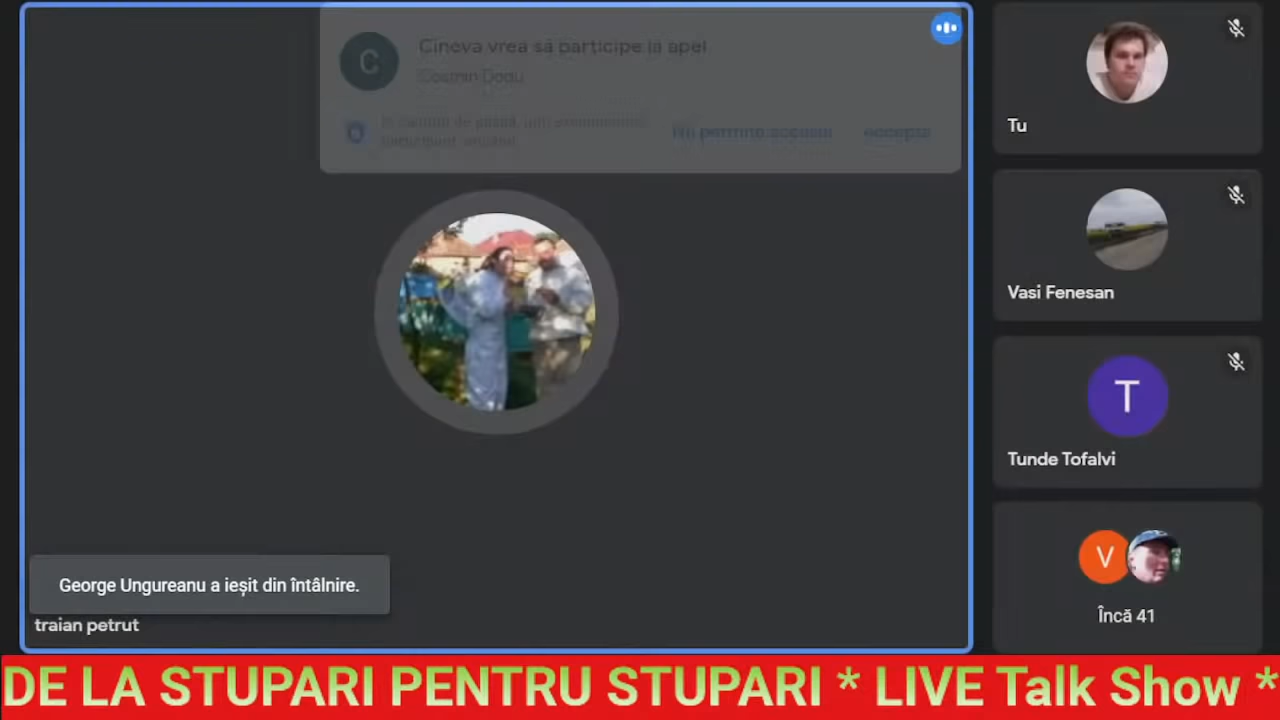 Cineva vrea să participe la apel
C
Tu
Vasi Fenesan
T
Tunde Tofalvi
V
Încă 41
George Ungureanu a ieșit din întâlnire.
traian petrut
DE LA STUPARI PENTRU STUPARI * LIVE Talk Show *